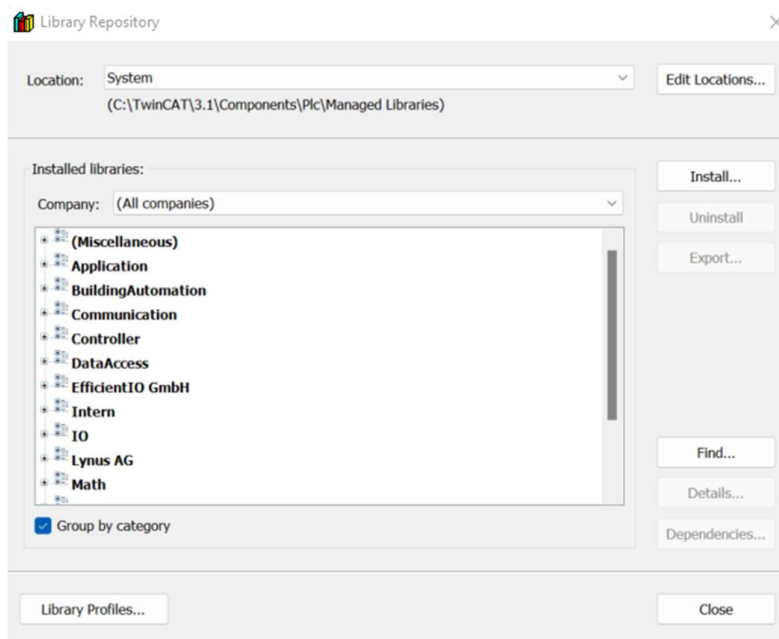 Library Repository
Location: System Edit Locations...
(C:\TwinCAT\3.1\Components\Plc\Managed Libraries)
Installed libraries:
Install...
Company: (All companies)
Uninstall
(Miscellaneous)
Application
Export...
BuildingAutomation
Communication
Controller
DataAccess
EfficientIO GmbH
Intern
IO
Lynus AG
Find...
Math
Details...
Group by category
Dependencies...
Library Profiles... Close